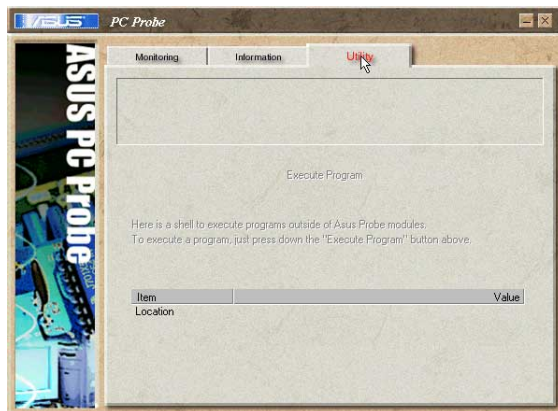 /ISUS PC Probe
Monitoring Information Utility
ASUS PC Probe
Execute Program
Here is a shell to execute programs outside of Asus Probe modules.
To execute a program, just press down the "Execute Program" button above.
Item Value
Location